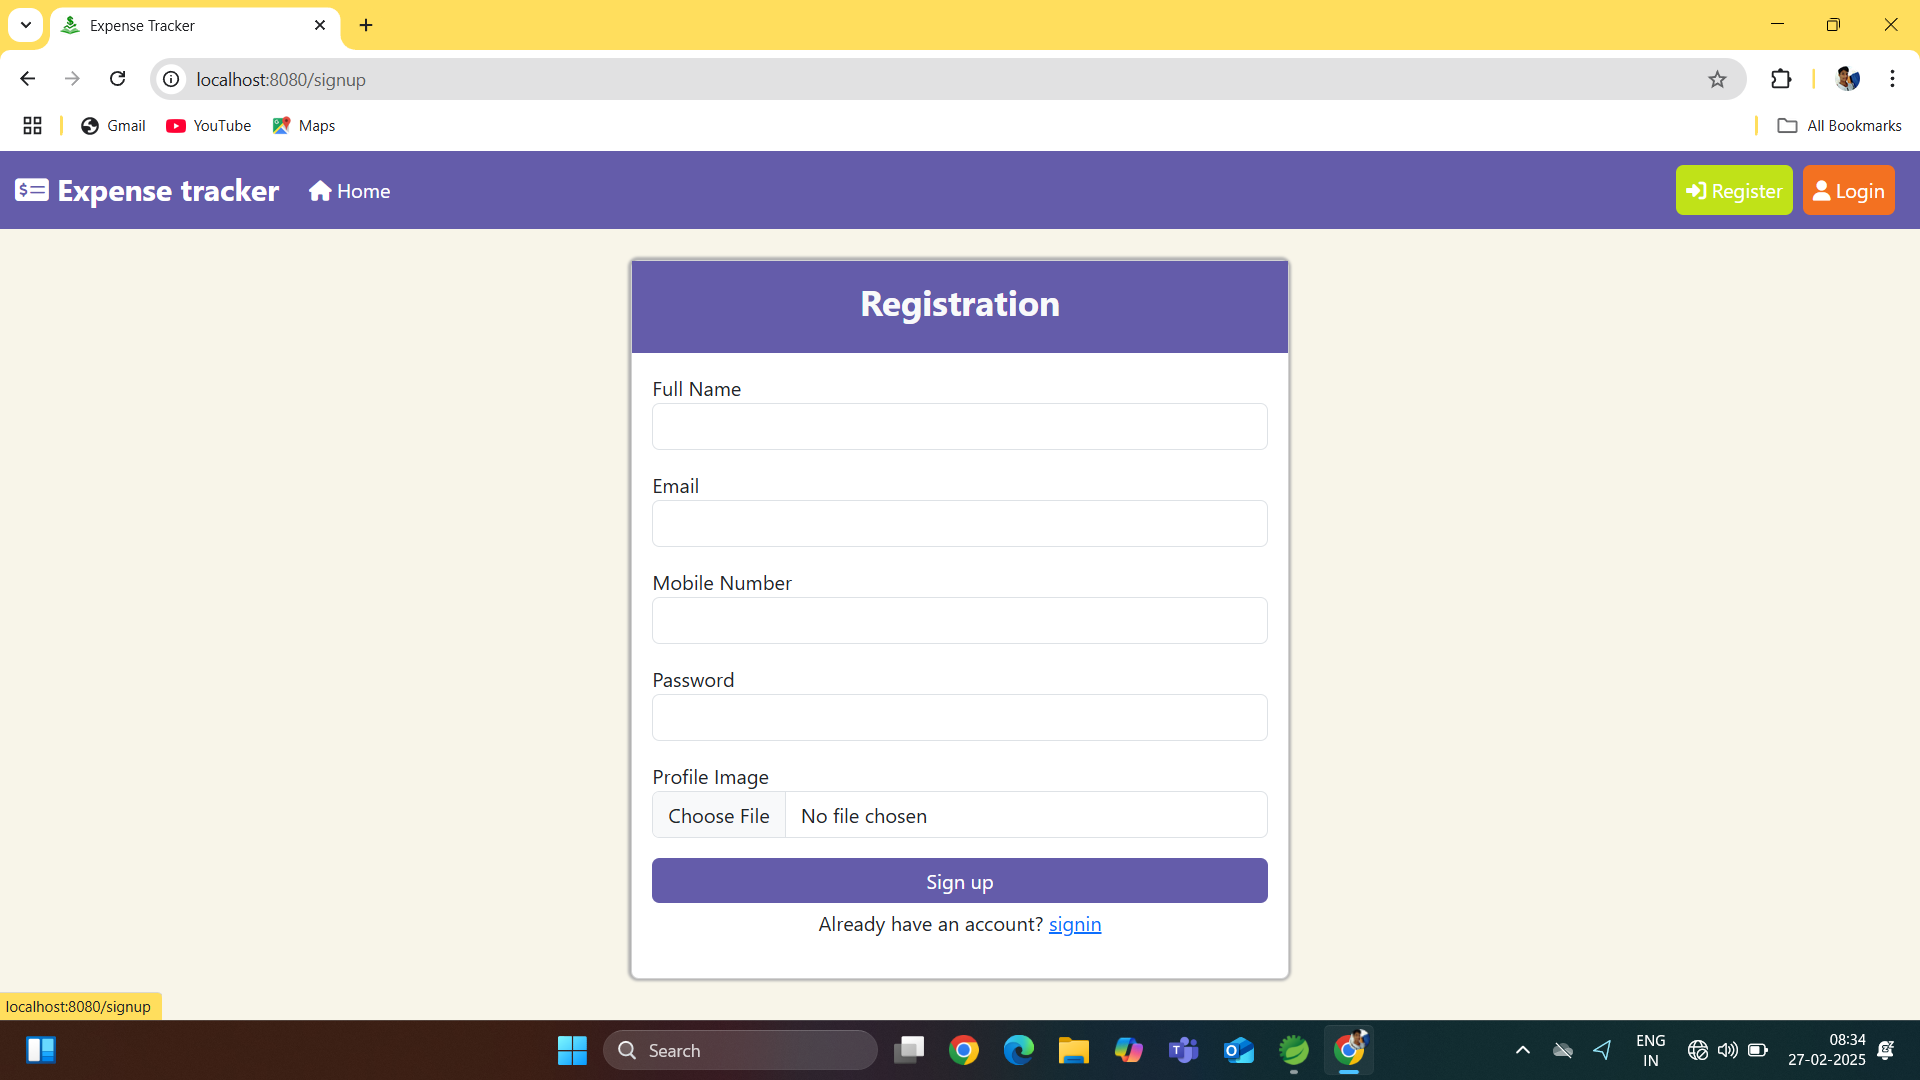 Expense Tracker
localhost:8080/signup
Gmail YouTube Maps All Bookmarks
Expense tracker Home Register Login
Registration
Full Name
Email
Mobile Number
Password
Profile Image
Choose File No file chosen
Sign up
Already have an account? signin
localhost:8080/signup
Search
ENG
IN
08:34
27-02-2025